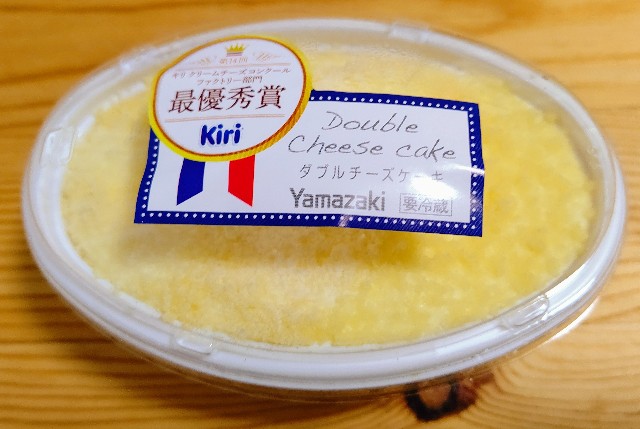 第14回
キリ クリームチーズ コンクール
ファクトリー部門
最優秀賞
Kiri
Double
Cheese cake
ダブルチーズケーキ
Yamazaki 要冷蔵